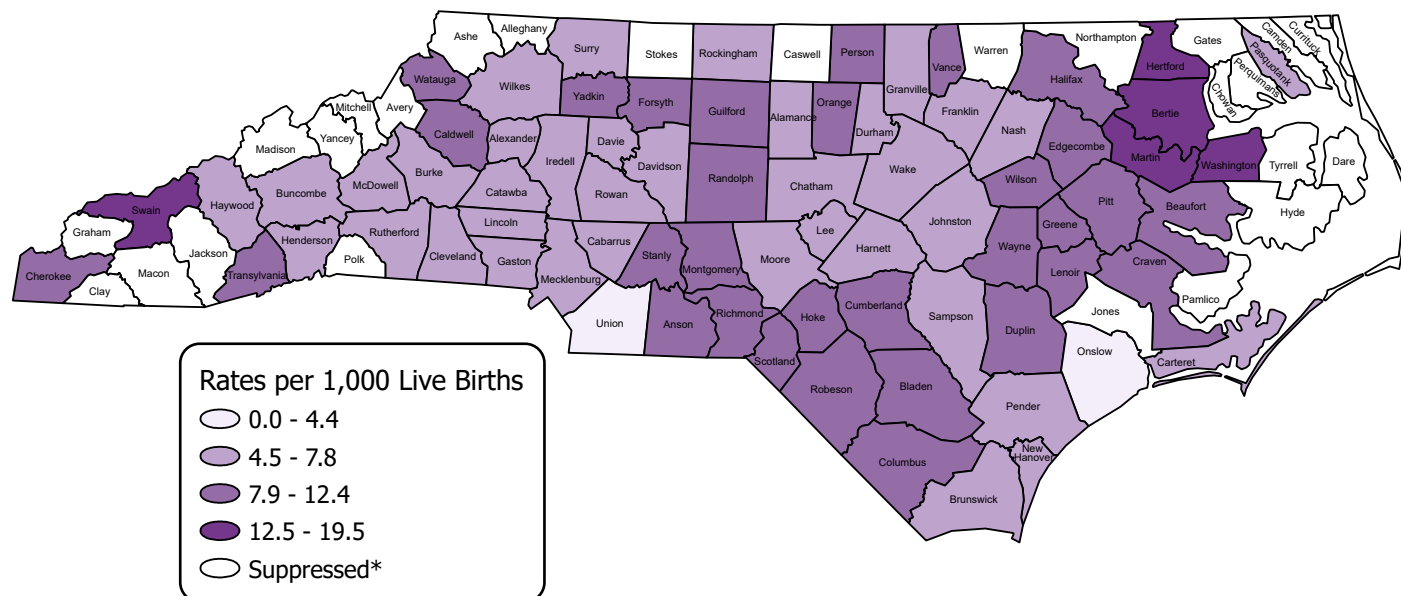 Ashe
Alleghany
Surry
Stokes
Rockingham
Caswell
Person
Granville
Vance
Warren
Northampton
Gates
Camden
Currituck
Pasquotank
Perquimans
Chowan
Hertford
Halifax
Watauga
Wilkes
Yadkin
Forsyth
Guilford
Alamance
Orange
Durham
Franklin
Nash
Bertie
Mitchell
Avery
Yancey
Madison
Caldwell
Alexander
Iredell
Davie
Davidson
Randolph
Chatham
Wake
Edgecombe
Martin
Washington
Tyrrell
Dare
Swain
Haywood
Buncombe
McDowell
Burke
Catawba
Rowan
Wilson
Pitt
Beaufort
Hyde
Graham
Jackson
Henderson
Rutherford
Cleveland
Lincoln
Gaston
Cabarrus
Lee
Harnett
Johnston
Wayne
Greene
Lenoir
Craven
Cherokee
Clay
Macon
Transylvania
Polk
Mecklenburg
Stanly
Montgomery
Moore
Pamlico
Jones
Union
Anson
Richmond
Scotland
Hoke
Cumberland
Sampson
Duplin
Onslow
Carteret
Robeson
Bladen
Pender
Columbus
New
Hanover
Brunswick
Rates per 1,000 Live Births
0.0 - 4.4
4.5 - 7.8
7.9 - 12.4
12.5 - 19.5
Suppressed*